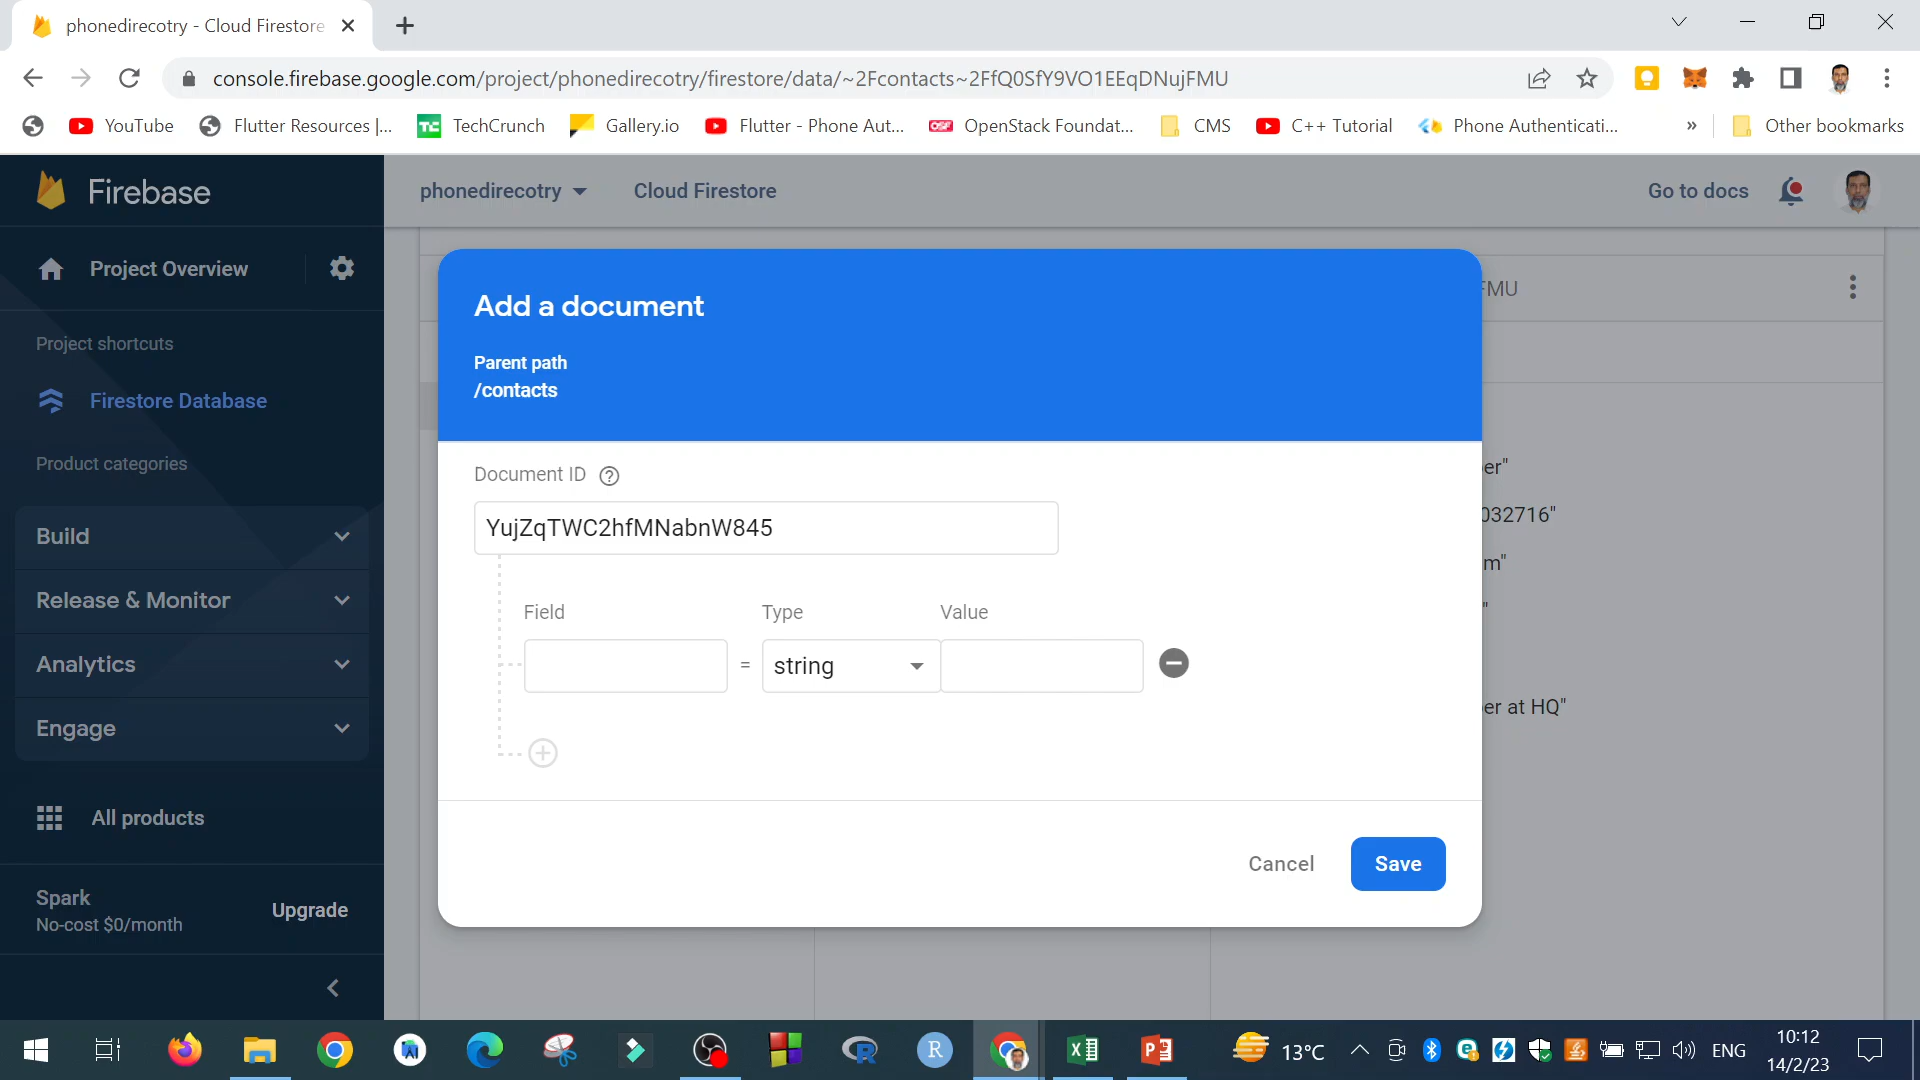 phonedirecotry - Cloud Firestore
console.firebase.google.com/project/phonedirecotry/firestore/data/~2Fcontacts~2FfQ0SfY9VO1EEqDNujFMU
YouTube
Flutter Resources |...
TechCrunch
Gallery.io
Flutter - Phone Aut...
OpenStack Foundat...
CMS
C++ Tutorial
Phone Authenticati...
»
Other bookmarks
Firebase
phonedirecotry
Cloud Firestore
Go to docs
Project Overview
Project shortcuts
Firestore Database
Product categories
Build
Release & Monitor
Analytics
Engage
All products
Spark
No-cost $0/month
Upgrade
Add a document
Parent path
/contacts
Document ID
YujZqTWC2hfMNabnW845
Field
Type
Value
=
string
Cancel
Save
FMU
er"
032716"
m"
"
er at HQ"
13°C
ENG
10:12
14/2/23